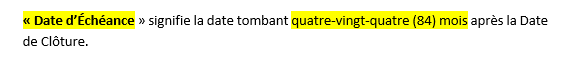 « Date d’Échéance » signifie la date tombant quatre-vingt-quatre (84) mois après la Date
de Clôture.